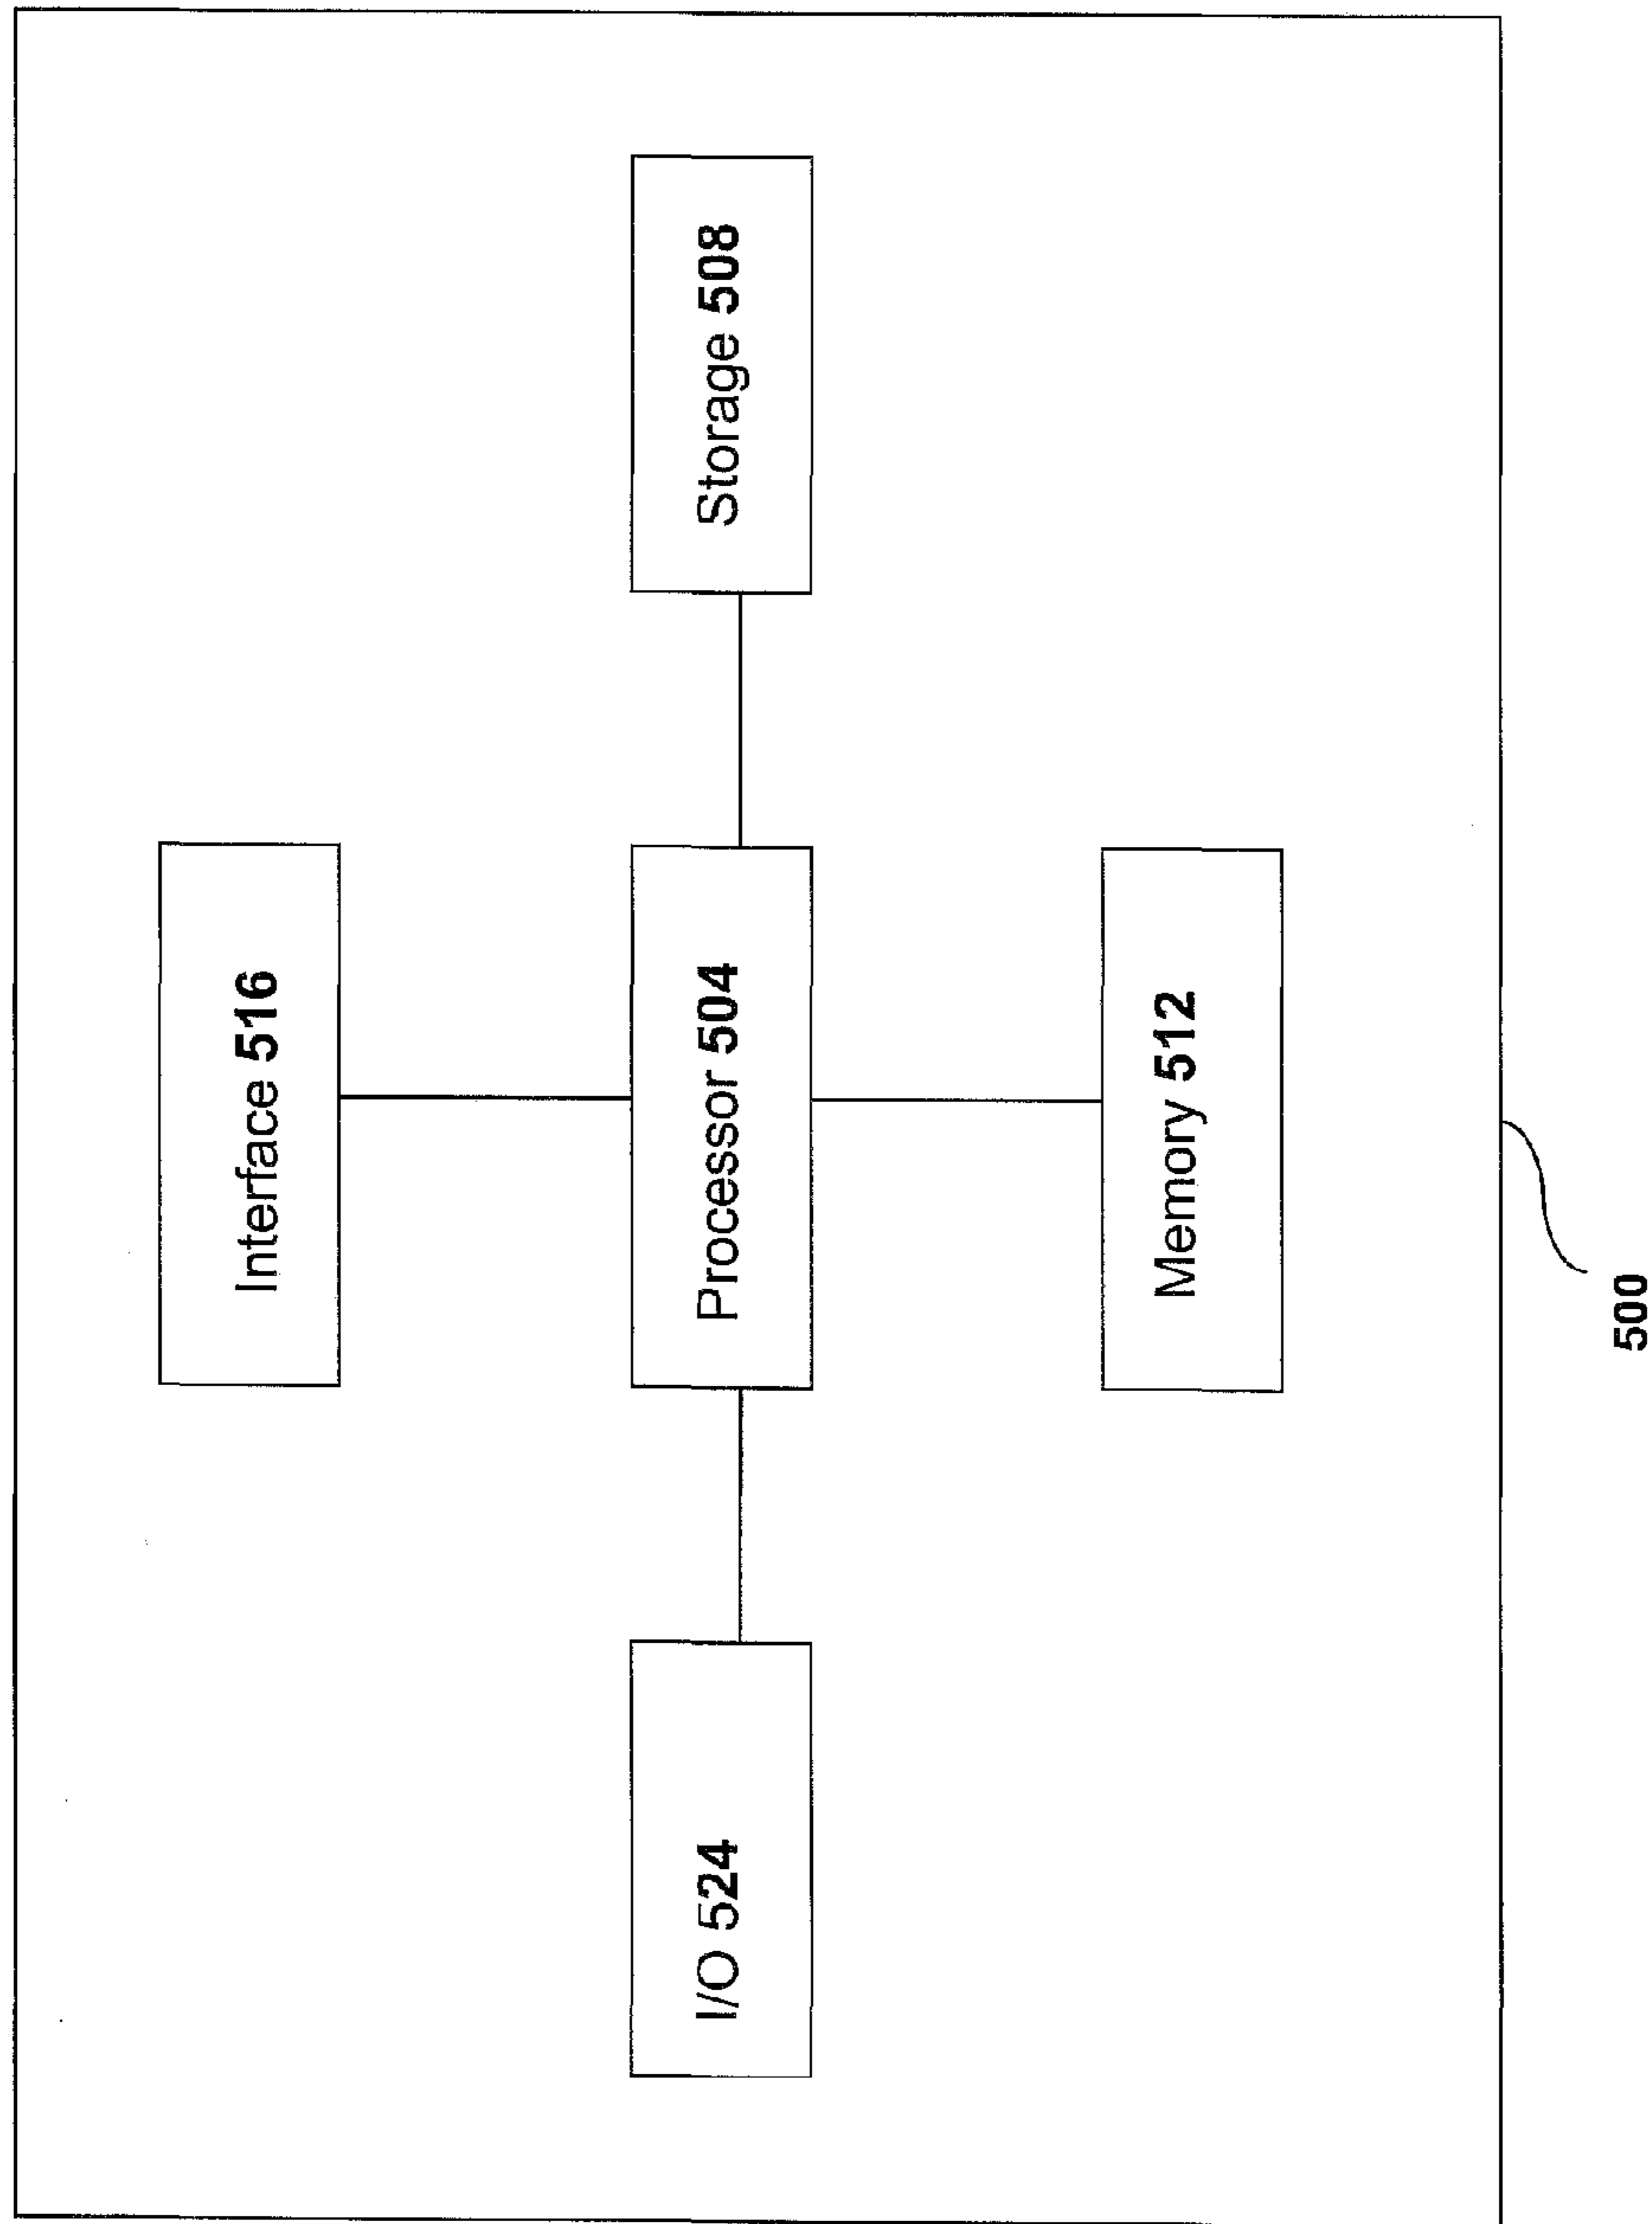 Interface 516
I/O 524
Processor 504
Storage 508
Memory 512
500